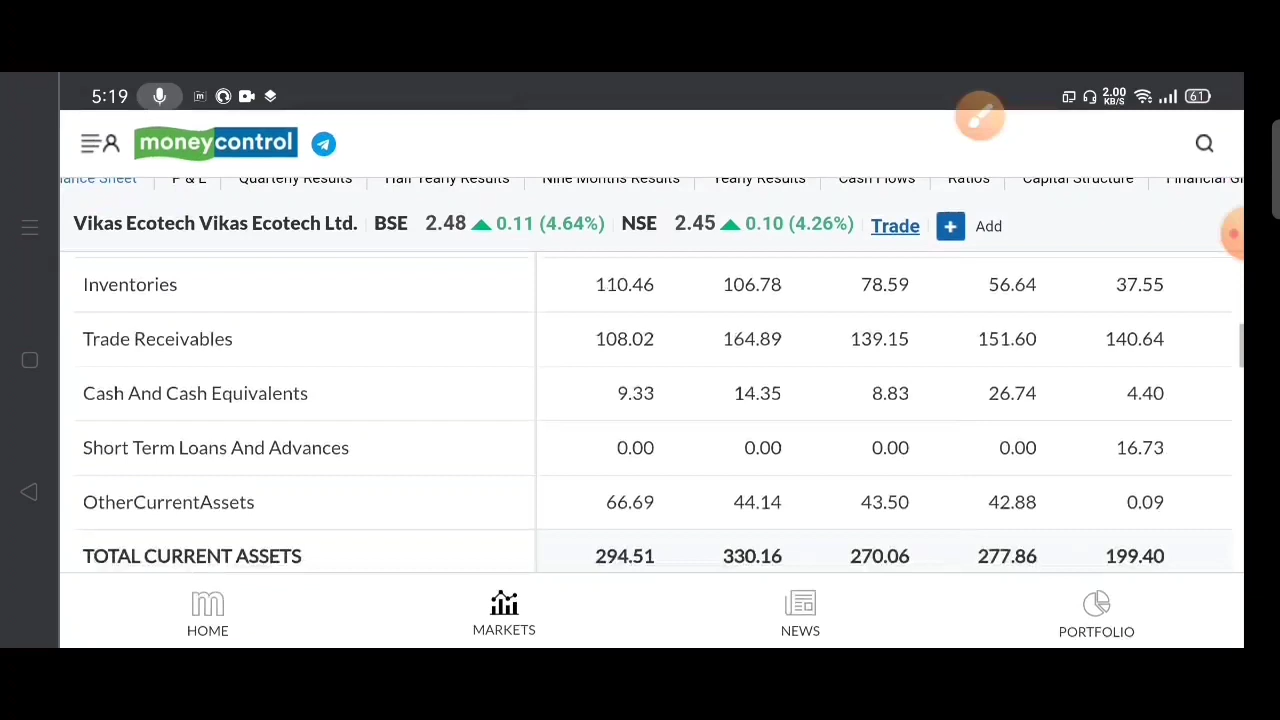 5:19 2.00 KB/S 61
moneycontrol
lance Sheet P & L Quarterly Results Half Yearly Results Nine Months Results Yearly Results Cash Flows Ratios Capital Structure Financial Gr
Vikas Ecotech Vikas Ecotech Ltd. BSE 2.48 ▲ 0.11 (4.64%) NSE 2.45 ▲ 0.10 (4.26%) Trade + Add
Inventories 110.46 106.78 78.59 56.64 37.55
Trade Receivables 108.02 164.89 139.15 151.60 140.64
Cash And Cash Equivalents 9.33 14.35 8.83 26.74 4.40
Short Term Loans And Advances 0.00 0.00 0.00 0.00 16.73
OtherCurrentAssets 66.69 44.14 43.50 42.88 0.09
TOTAL CURRENT ASSETS 294.51 330.16 270.06 277.86 199.40
HOME MARKETS NEWS PORTFOLIO